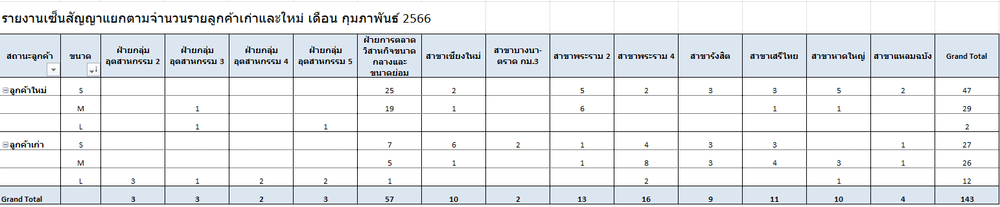 รายงานเซ็นสัญญาแยกตามจำนวนรายลูกค้าเก่าและใหม่ เดือน กุมภาพันธ์ 2566
สถานะลูกค้า ขนาด ฝ่ายกลุ่มอุตสาหกรรม 2 ฝ่ายกลุ่มอุตสาหกรรม 3 ฝ่ายกลุ่มอุตสาหกรรม 4 ฝ่ายกลุ่มอุตสาหกรรม 5 ฝ่ายการตลาดวิสาหกิจขนาดกลางและขนาดย่อม สาขาเชียงใหม่ สาขาบางนา-ตราด กม.3 สาขาพระราม 2 สาขาพระราม 4 สาขารังสิต สาขาเสรีไทย สาขาหาดใหญ่ สาขาแหลมฉบัง Grand Total
ลูกค้าใหม่ S 25 2 5 2 3 3 5 2 47
M 1 19 1 6 1 1 29
L 1 1 2
ลูกค้าเก่า S 7 6 2 1 4 3 3 1 27
M 5 1 1 8 3 4 3 1 26
L 3 1 2 2 1 2 1 12
Grand Total 3 3 2 3 57 10 2 13 16 9 11 10 4 143